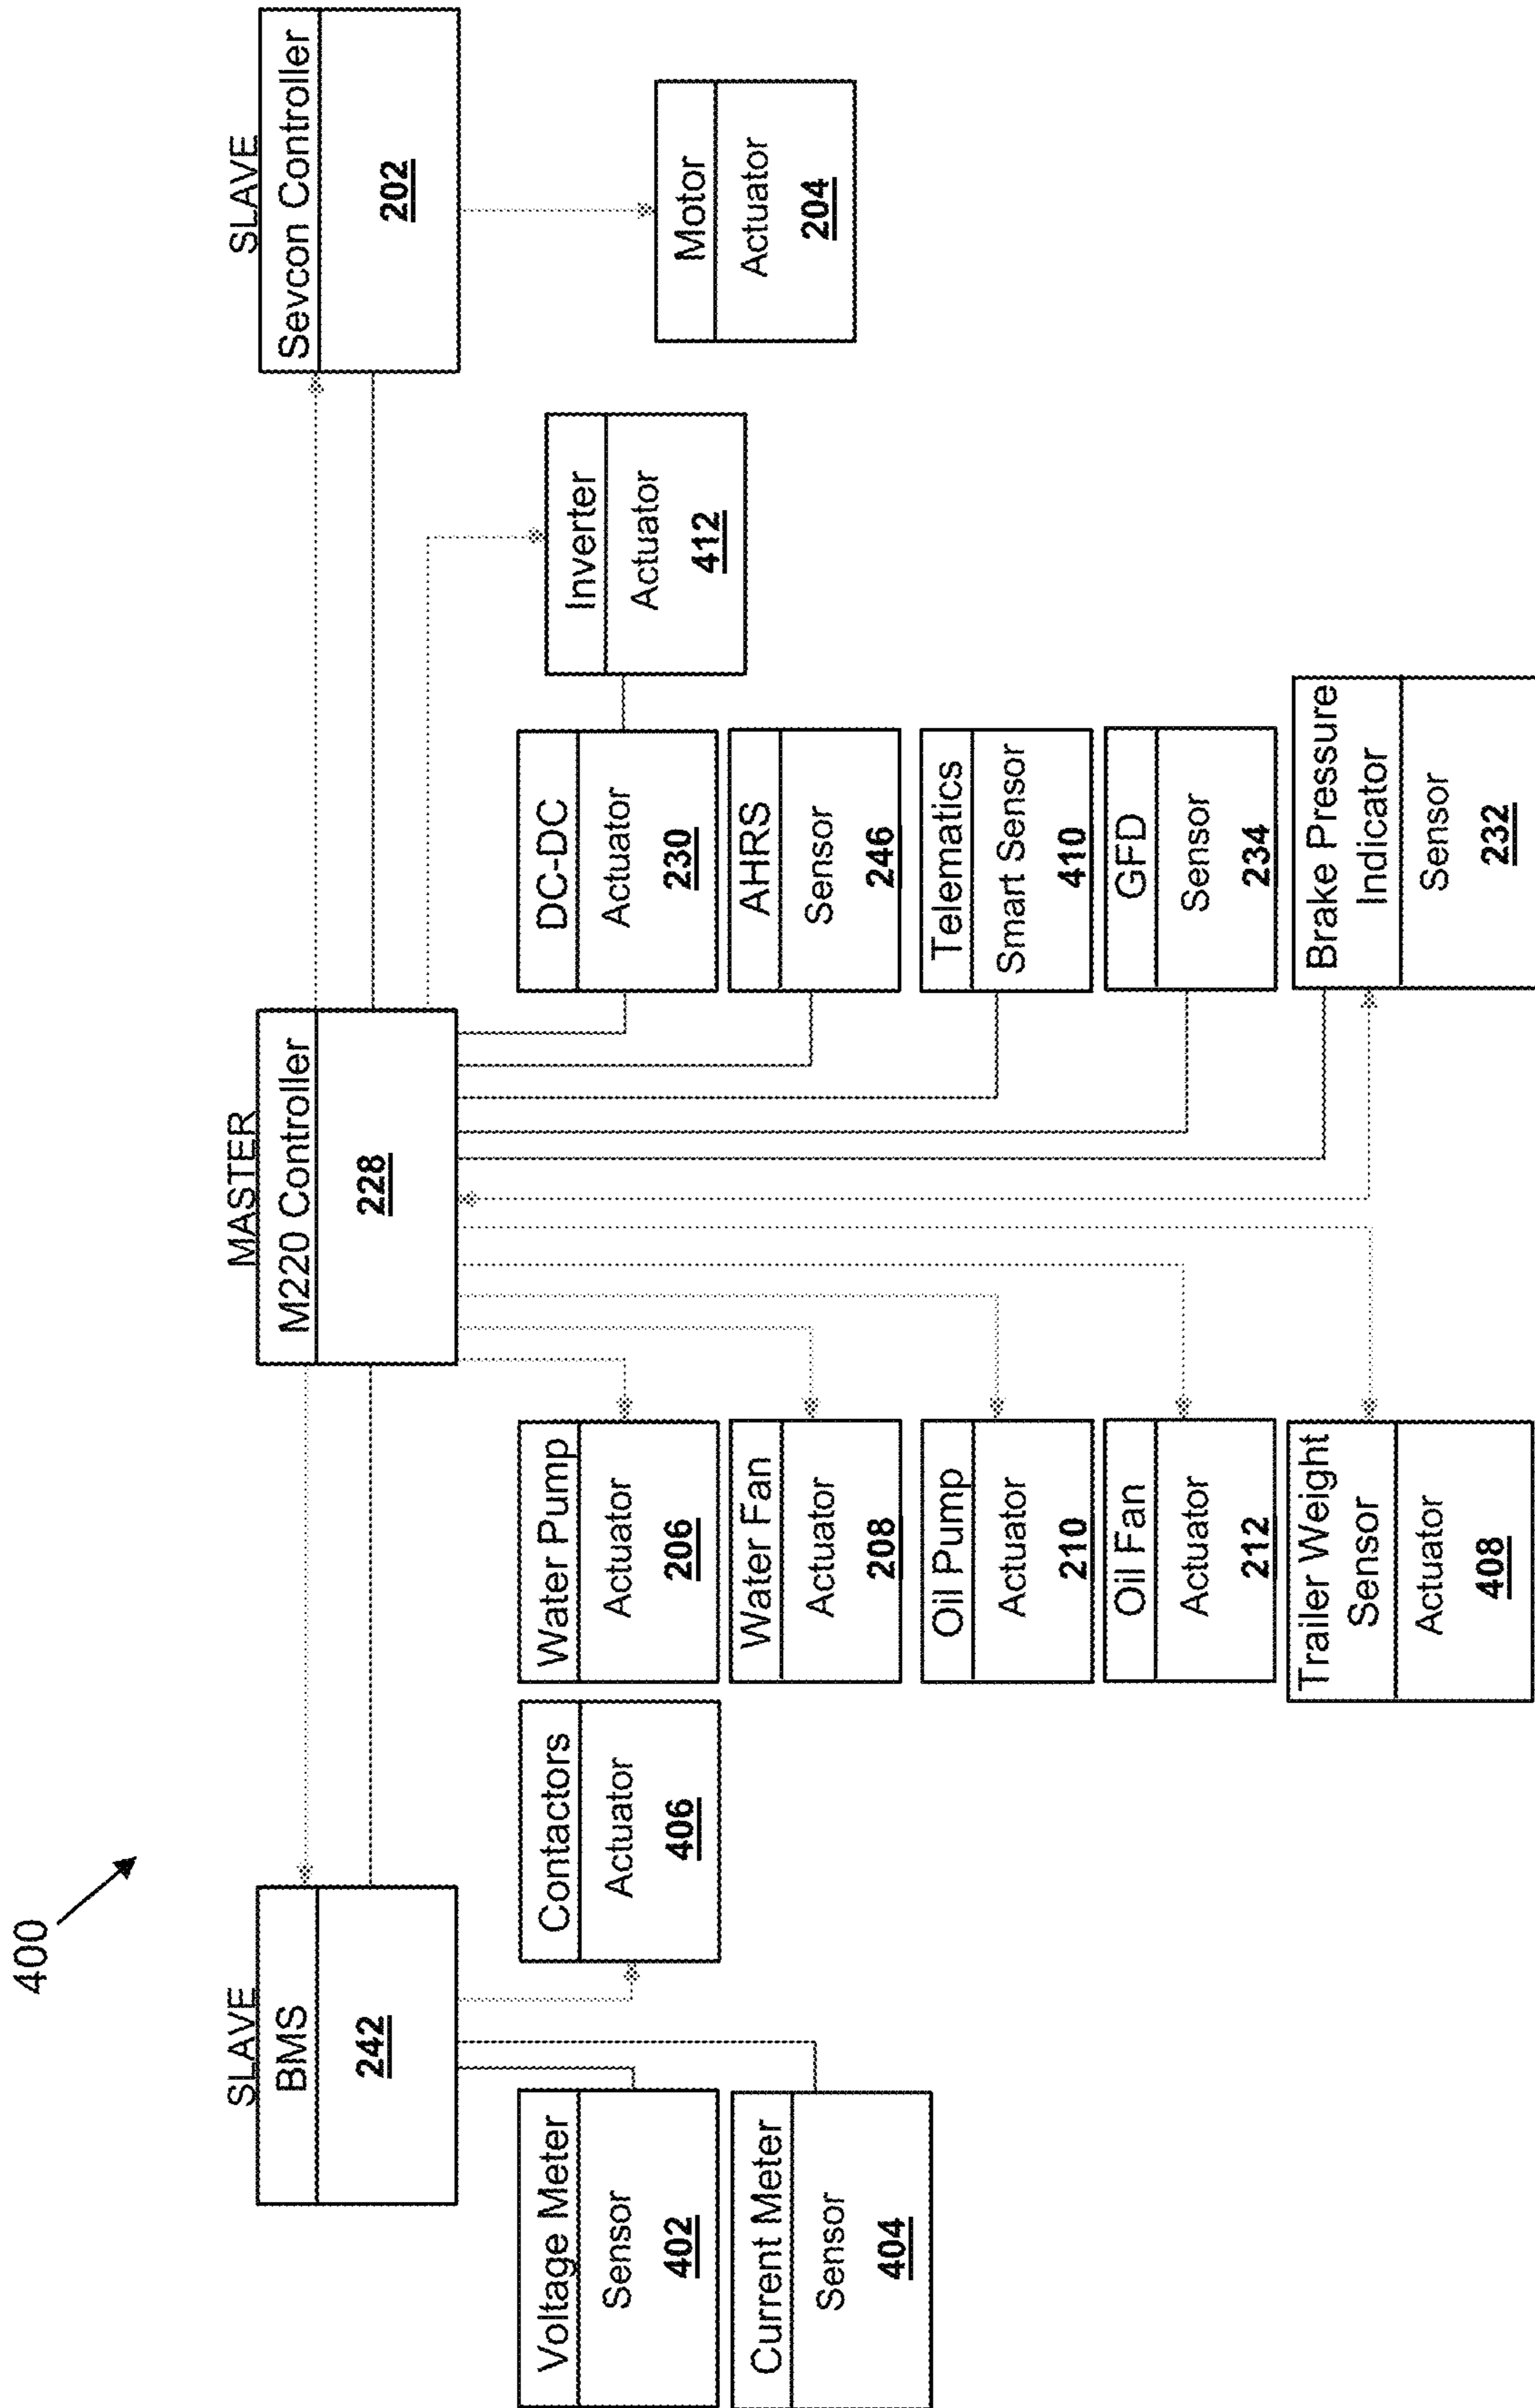 400
SLAVE
BMS
242
MASTER
M220 Controller
228
SLAVE
Sevcon Controller
202
Voltage Meter
Sensor
402
Current Meter
Sensor
404
Contactors
Actuator
406
Water Pump
Actuator
206
Water Fan
Actuator
208
Oil Pump
Actuator
210
Oil Fan
Actuator
212
Trailer Weight
Sensor
Actuator
408
DC-DC
Actuator
230
AHRS
Sensor
246
Telematics
Smart Sensor
410
GFD
Sensor
234
Brake Pressure
Indicator
Sensor
232
Inverter
Actuator
412
Motor
Actuator
204